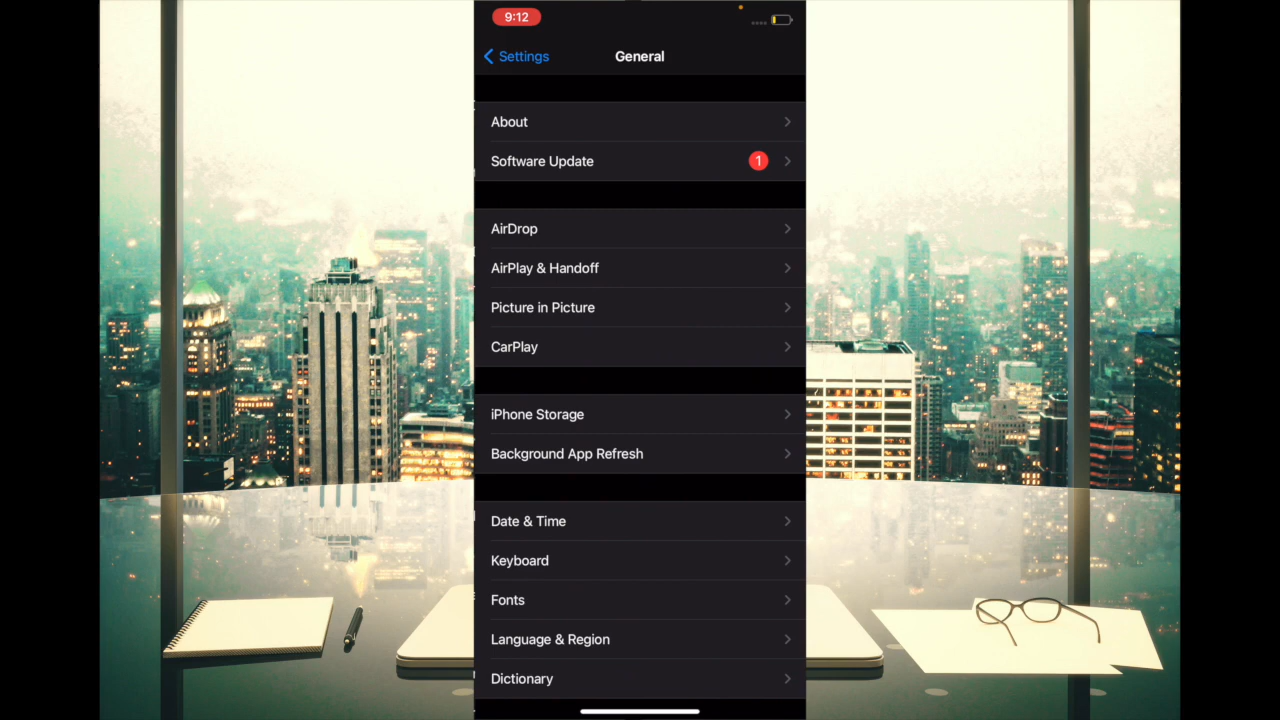 9:12
Settings
General
About
Software Update
1
AirDrop
AirPlay & Handoff
Picture in Picture
CarPlay
iPhone Storage
Background App Refresh
Date & Time
Keyboard
Fonts
Language & Region
Dictionary